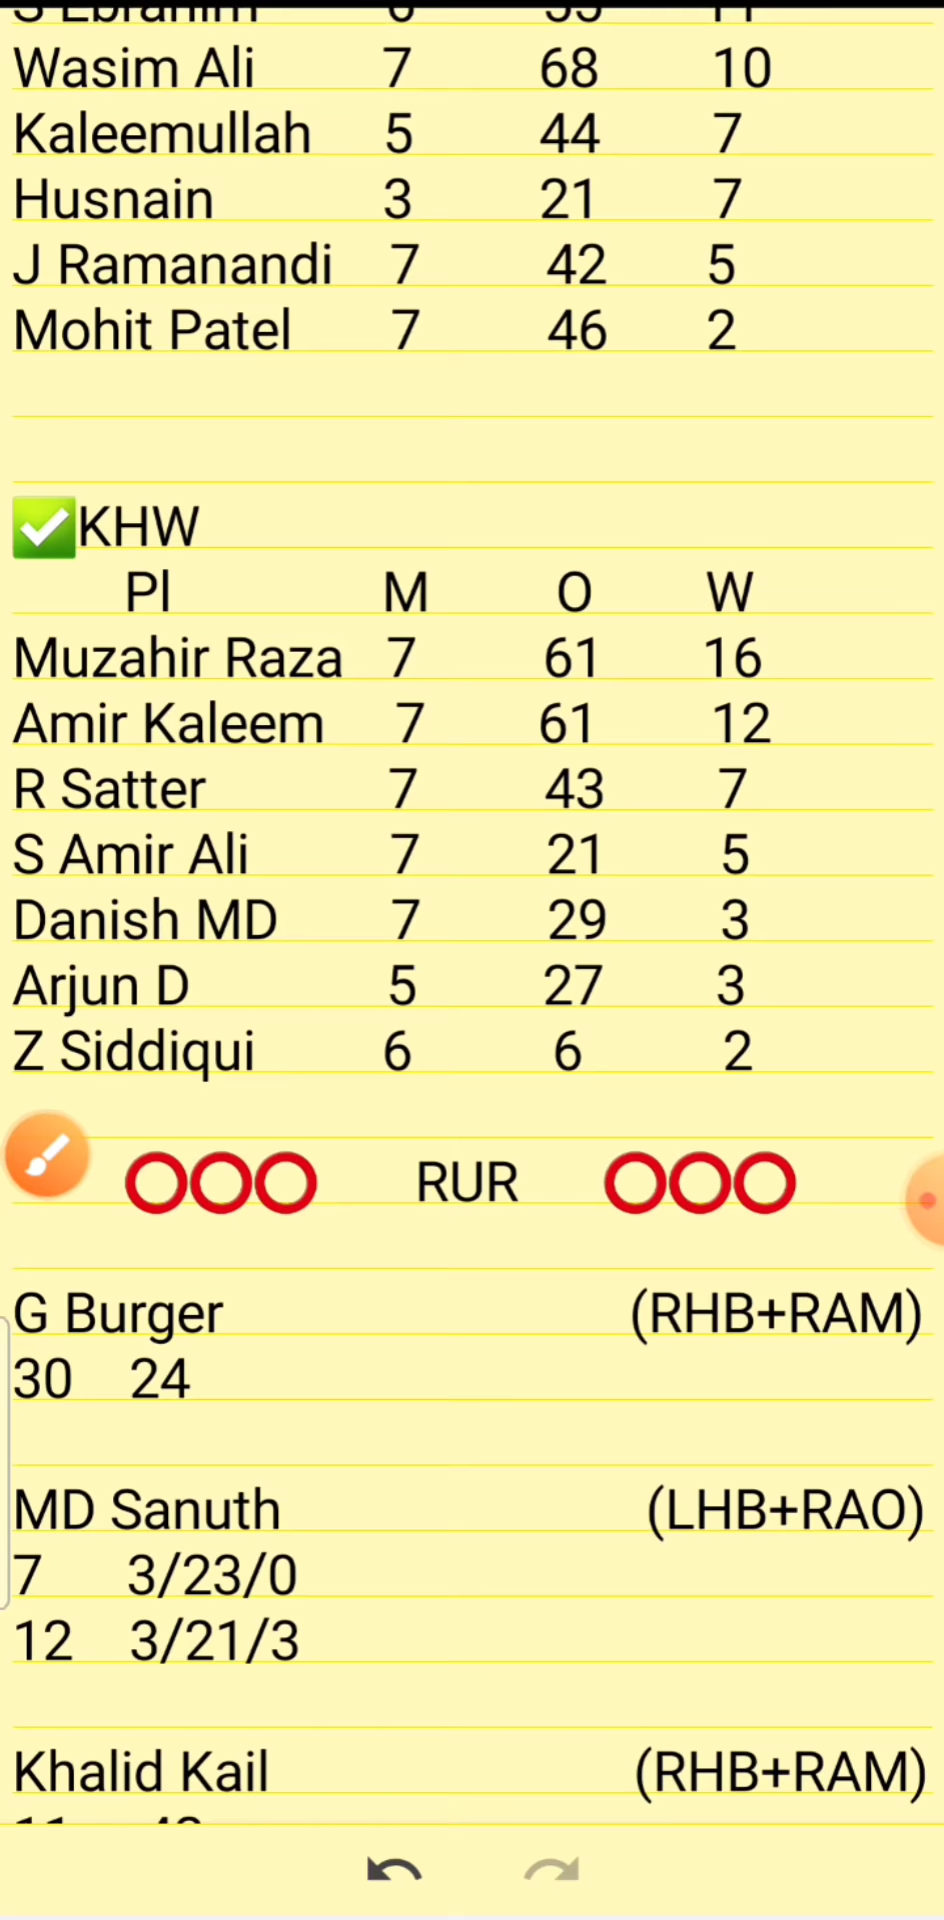 S Ebrahim 6 55 11
Wasim Ali 7 68 10
Kaleemullah 5 44 7
Husnain 3 21 7
J Ramanandi 7 42 5
Mohit Patel 7 46 2
✅KHW
Pl M O W
Muzahir Raza 7 61 16
Amir Kaleem 7 61 12
R Satter 7 43 7
S Amir Ali 7 21 5
Danish MD 7 29 3
Arjun D 5 27 3
Z Siddiqui 6 6 2
⭕⭕⭕ RUR ⭕⭕⭕
G Burger (RHB+RAM)
30 24
MD Sanuth (LHB+RAO)
7 3/23/0
12 3/21/3
Khalid Kail (RHB+RAM)